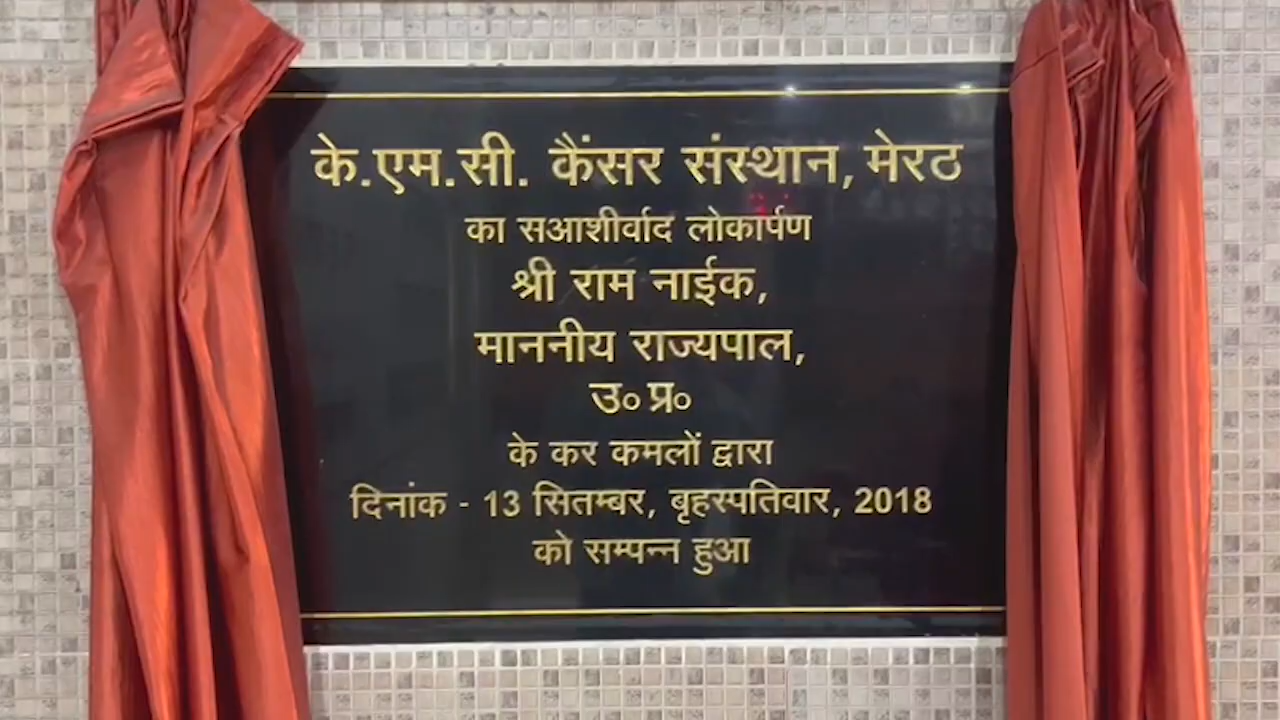 के.एम.सी. कैंसर संस्थान, मेरठ
का सआशीर्वाद लोकार्पण
श्री राम नाईक,
माननीय राज्यपाल,
उ० प्र०
के कर कमलों द्वारा
दिनांक - 13 सितम्बर, बृहस्पतिवार, 2018
को सम्पन्न हुआ